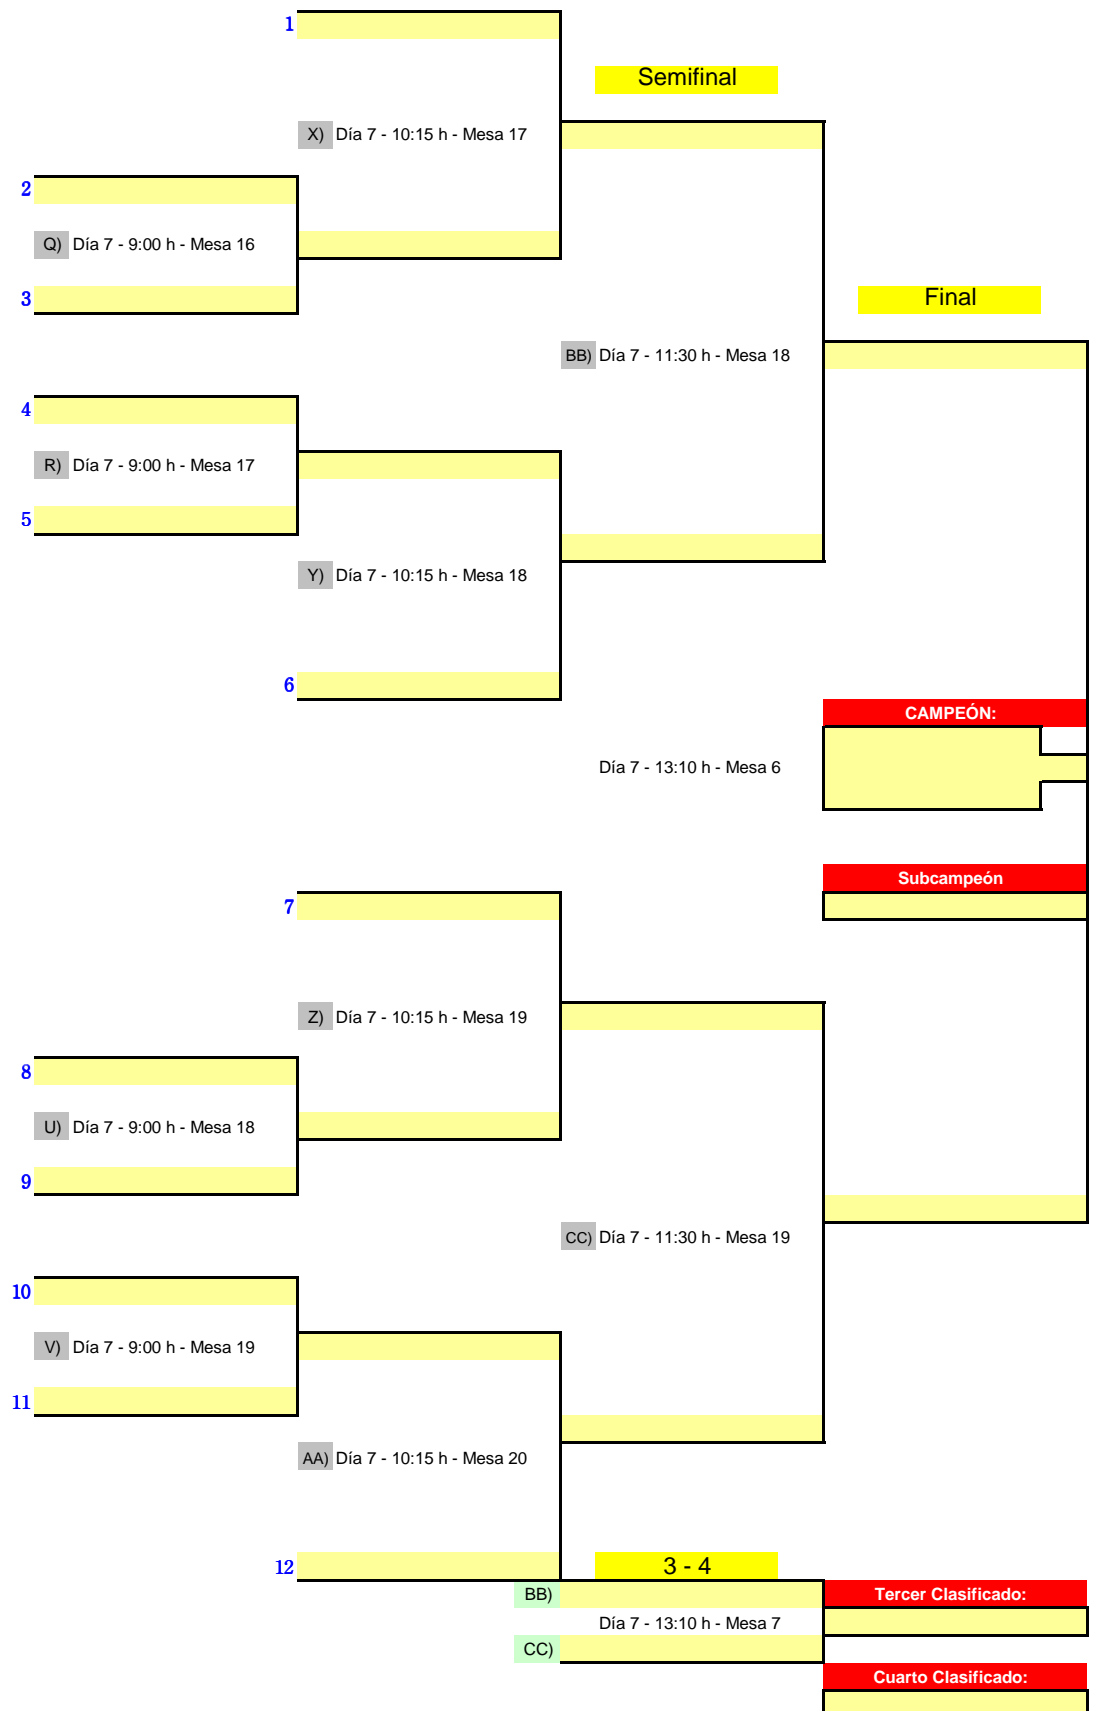 1
Semifinal
X) Día 7 - 10:15 h - Mesa 17
2
Q) Día 7 - 9:00 h - Mesa 16
3
Final
BB) Día 7 - 11:30 h - Mesa 18
4
R) Día 7 - 9:00 h - Mesa 17
5
Y) Día 7 - 10:15 h - Mesa 18
6
CAMPEÓN:
Día 7 - 13:10 h - Mesa 6
Subcampeón
7
Z) Día 7 - 10:15 h - Mesa 19
8
U) Día 7 - 9:00 h - Mesa 18
9
CC) Día 7 - 11:30 h - Mesa 19
10
V) Día 7 - 9:00 h - Mesa 19
11
AA) Día 7 - 10:15 h - Mesa 20
12
3 - 4
BB)
Tercer Clasificado:
Día 7 - 13:10 h - Mesa 7
CC)
Cuarto Clasificado: